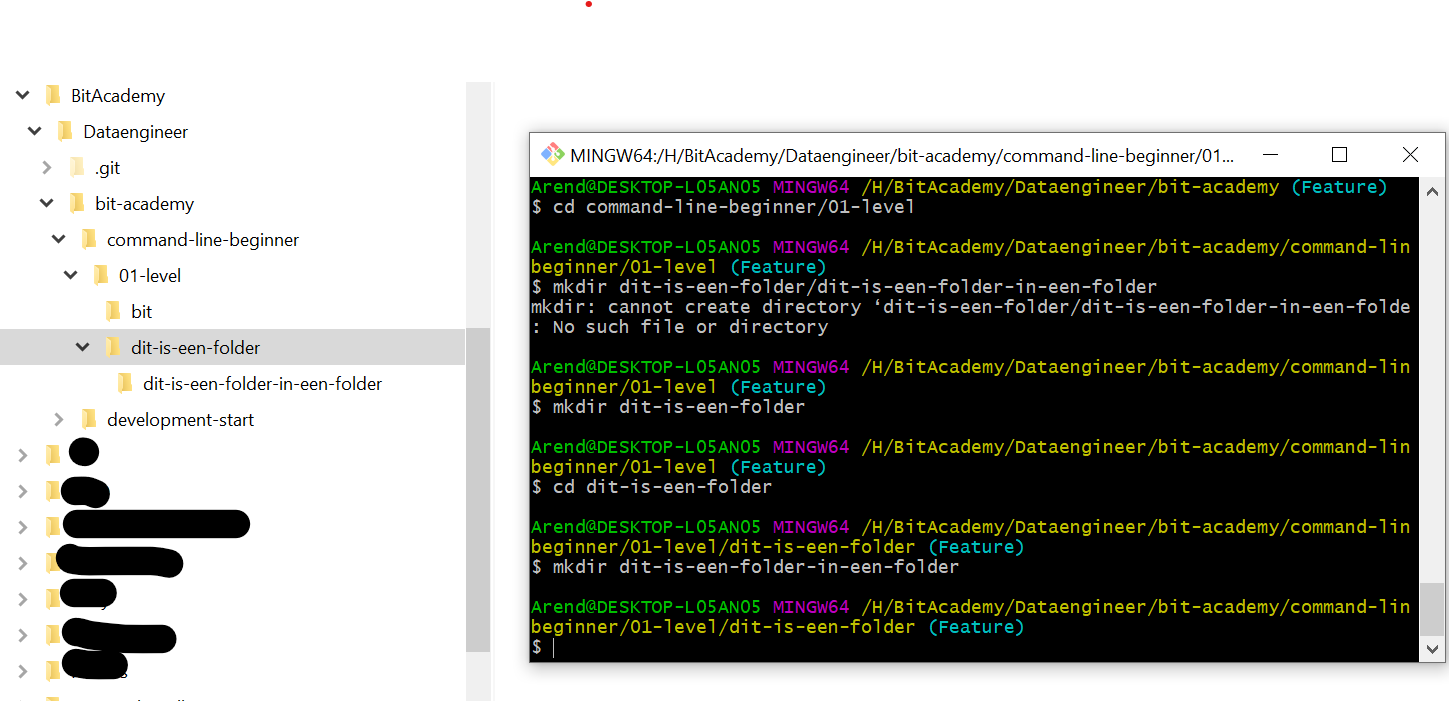 BitAcademy
Dataengineer
.git
bit-academy
command-line-beginner
01-level
bit
dit-is-een-folder
dit-is-een-folder-in-een-folder
development-start
MINGW64:/H/BitAcademy/Dataengineer/bit-academy/command-line-beginner/01...
Arend@DESKTOP-L05AN05 MINGW64 /H/BitAcademy/Dataengineer/bit-academy (Feature)
$ cd command-line-beginner/01-level
Arend@DESKTOP-L05AN05 MINGW64 /H/BitAcademy/Dataengineer/bit-academy/command-lin
beginner/01-level (Feature)
$ mkdir dit-is-een-folder/dit-is-een-folder-in-een-folder
mkdir: cannot create directory ‘dit-is-een-folder/dit-is-een-folder-in-een-folde
: No such file or directory
Arend@DESKTOP-L05AN05 MINGW64 /H/BitAcademy/Dataengineer/bit-academy/command-lin
beginner/01-level (Feature)
$ mkdir dit-is-een-folder
Arend@DESKTOP-L05AN05 MINGW64 /H/BitAcademy/Dataengineer/bit-academy/command-lin
beginner/01-level (Feature)
$ cd dit-is-een-folder
Arend@DESKTOP-L05AN05 MINGW64 /H/BitAcademy/Dataengineer/bit-academy/command-lin
beginner/01-level/dit-is-een-folder (Feature)
$ mkdir dit-is-een-folder-in-een-folder
Arend@DESKTOP-L05AN05 MINGW64 /H/BitAcademy/Dataengineer/bit-academy/command-lin
beginner/01-level/dit-is-een-folder (Feature)
$